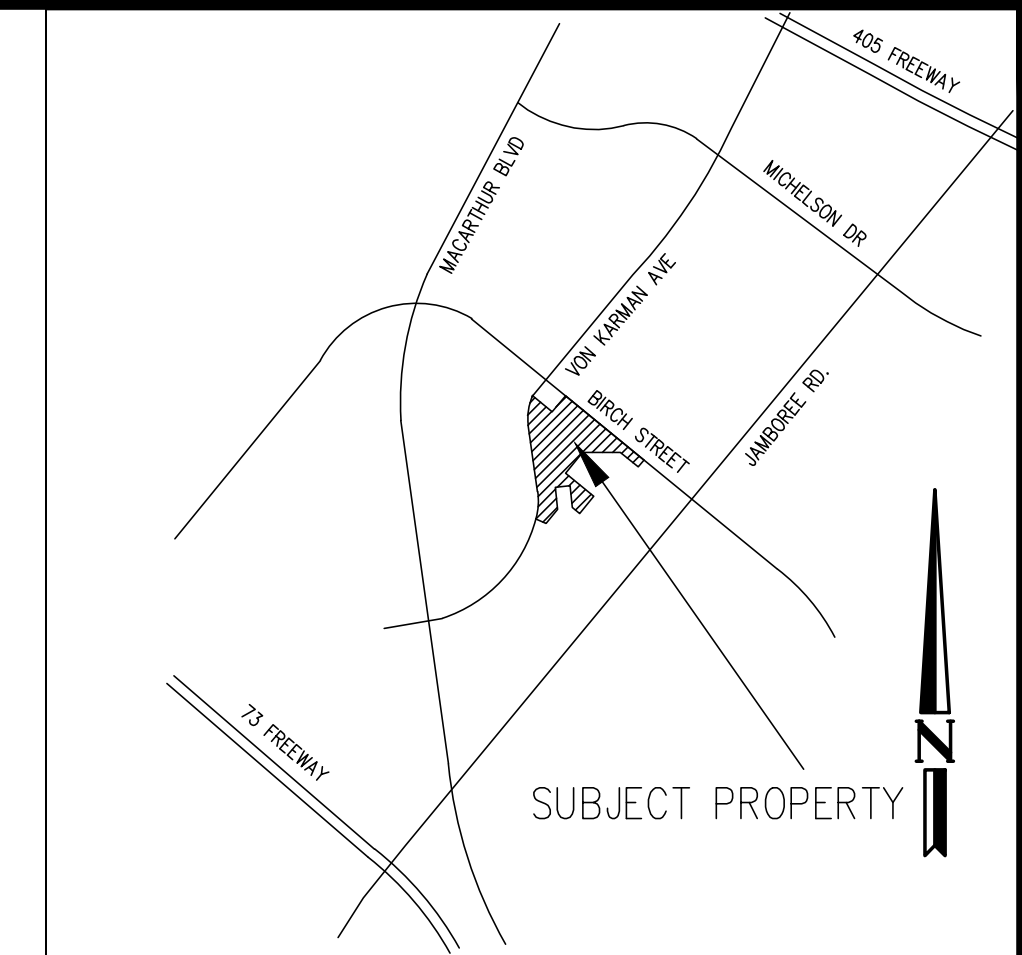 405 FREEWAY
MACARTHUR BLVD
MICHELSON DR
VON KARMAN AVE
JAMBOREE RD.
BIRCH STREET
73 FREEWAY
N
SUBJECT PROPERTY